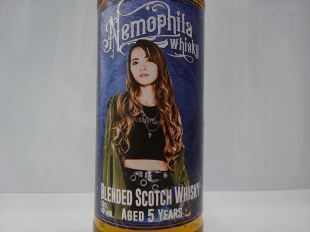 Nemophila
whisky
BLENDED SCOTCH WHISKY
AGED 5 YEARS